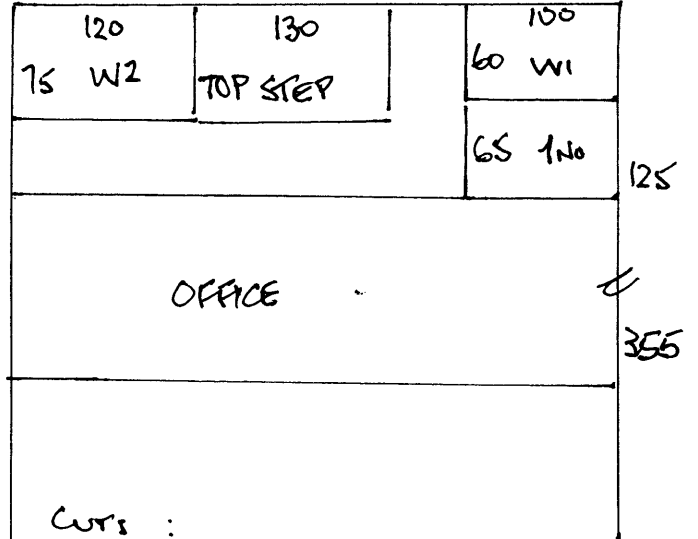 120 130 100
75 W2 TOP STEP 60 W1
65 1No
125
OFFICE
355
CUTS :